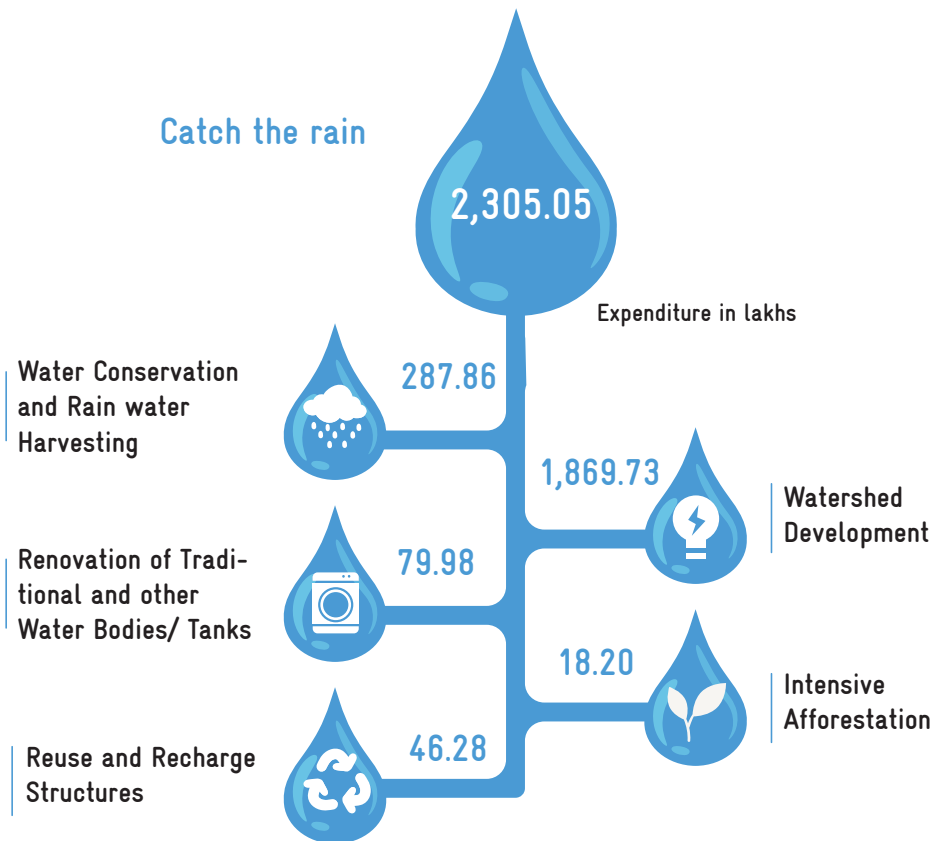 Catch the rain
2,305.05
Expenditure in lakhs
Water Conservation
and Rain water
Harvesting
287.86
1,869.73
Watershed
Development
Renovation of Tradi-
tional and other
Water Bodies/ Tanks
79.98
18.20
Intensive
Afforestation
Reuse and Recharge
Structures
46.28